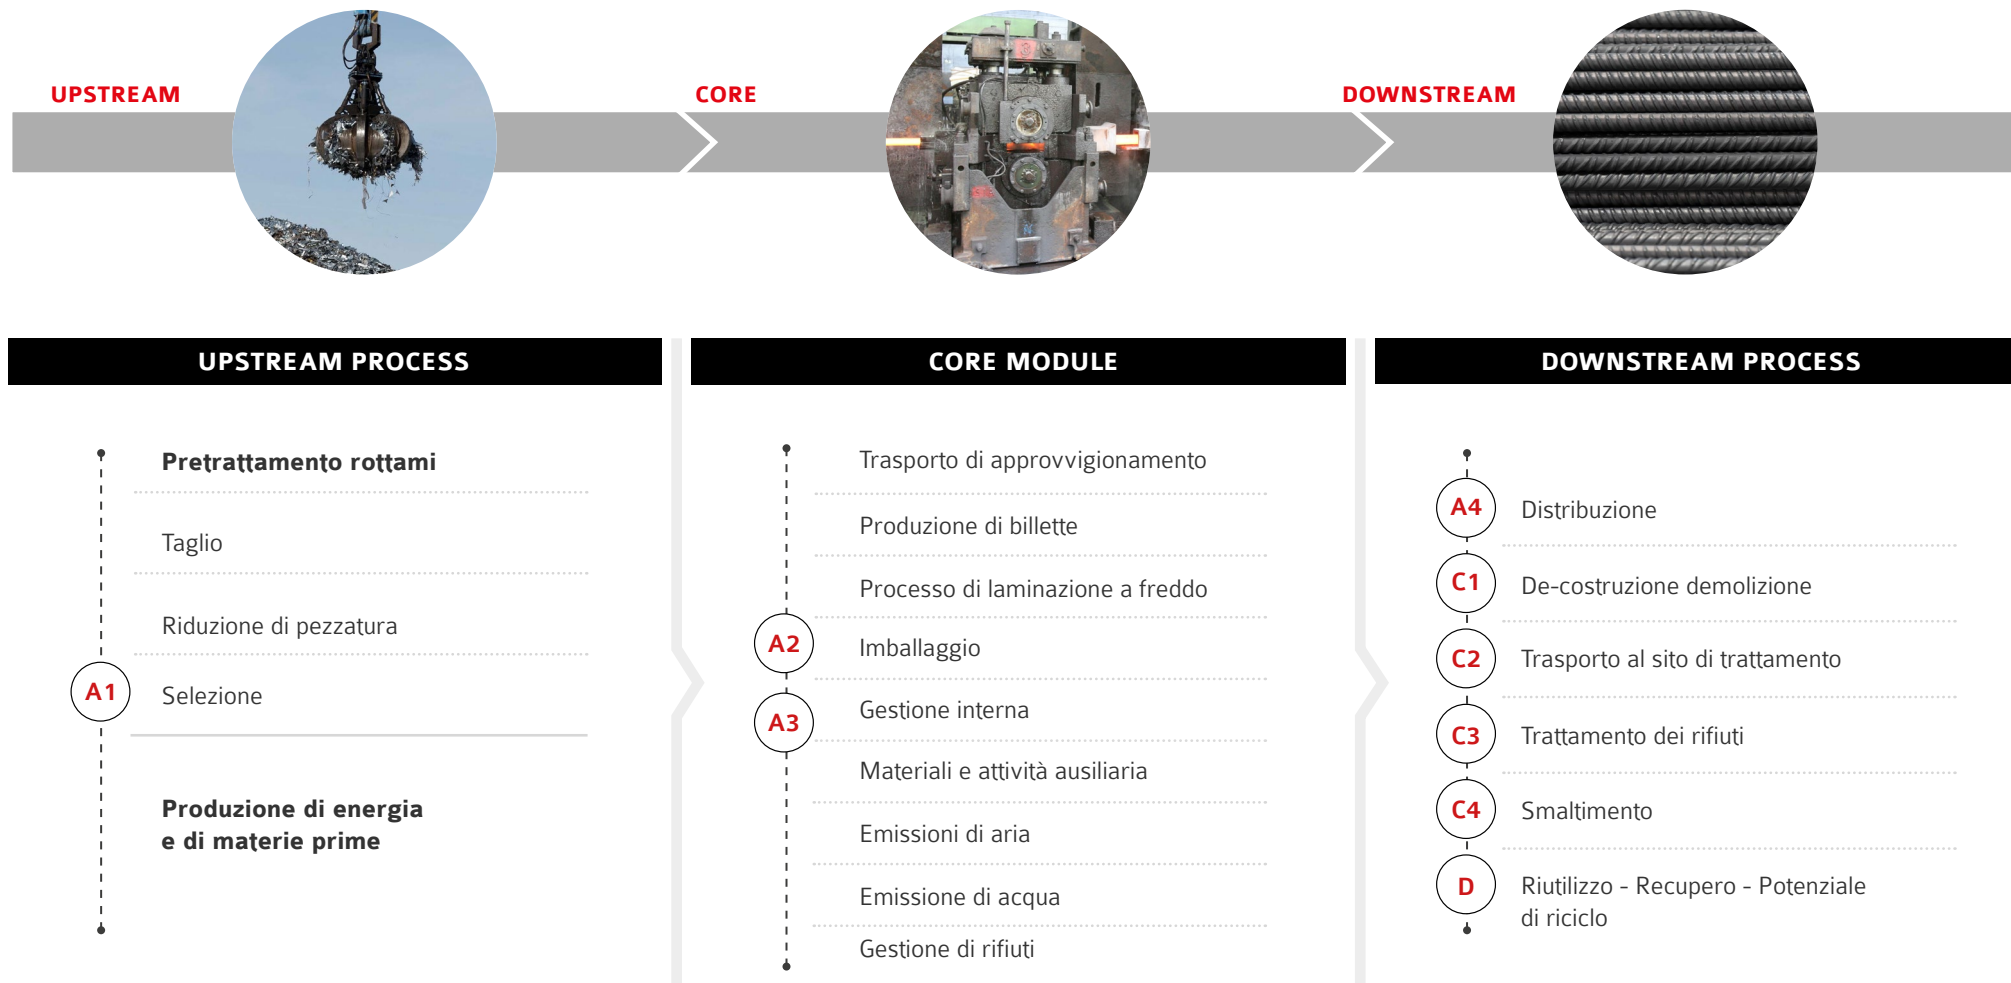 UPSTREAM
CORE
DOWNSTREAM
UPSTREAM PROCESS
Pretrattamento rottami
Taglio
Riduzione di pezzatura
A1
Selezione
Produzione di energia
e di materie prime
CORE MODULE
Trasporto di approvvigionamento
Produzione di billette
Processo di laminazione a freddo
A2
Imballaggio
A3
Gestione interna
Materiali e attività ausiliaria
Emissioni di aria
Emissione di acqua
Gestione di rifiuti
DOWNSTREAM PROCESS
A4
Distribuzione
C1
De-costruzione demolizione
C2
Trasporto al sito di trattamento
C3
Trattamento dei rifiuti
C4
Smaltimento
D
Riutilizzo - Recupero - Potenziale
di riciclo